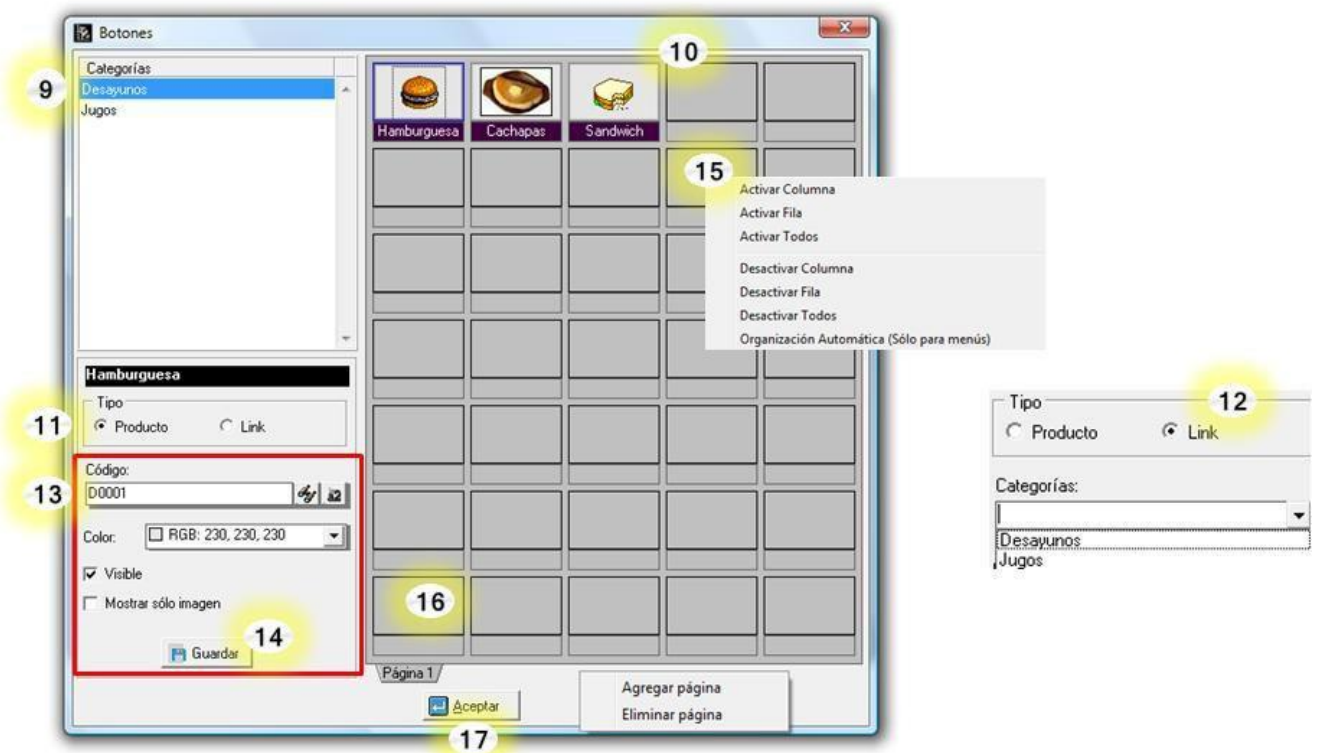 Botones
10
9
Categorías
Desayunos
Jugos
Hamburguesa
Cachapas
Sandwich
15
Activar Columna
Activar Fila
Activar Todos
Desactivar Columna
Desactivar Fila
Desactivar Todos
Organización Automática (Sólo para menús)
Hamburguesa
11
Tipo
Producto
Link
12
Tipo
Producto
Link
Categorías:
Desayunos
Jugos
13
Código:
D0001
Color:
RGB: 230, 230, 230
Visible
Mostrar sólo imagen
14
Guardar
16
Página 1
Agregar página
Eliminar página
Aceptar
17